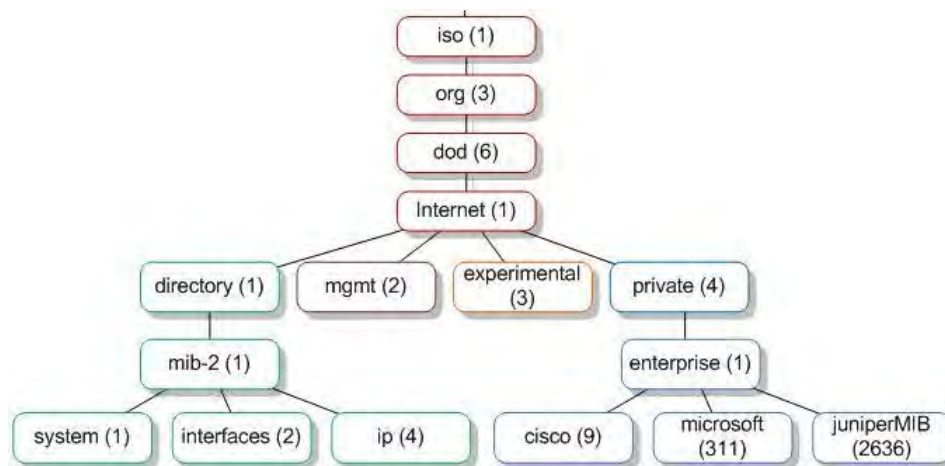 iso (1)
org (3)
dod (6)
Internet (1)
directory (1)
mgmt (2)
experimental
(3)
private (4)
mib-2 (1)
enterprise (1)
system (1)
interfaces (2)
ip (4)
cisco (9)
microsoft
(311)
juniperMIB
(2636)